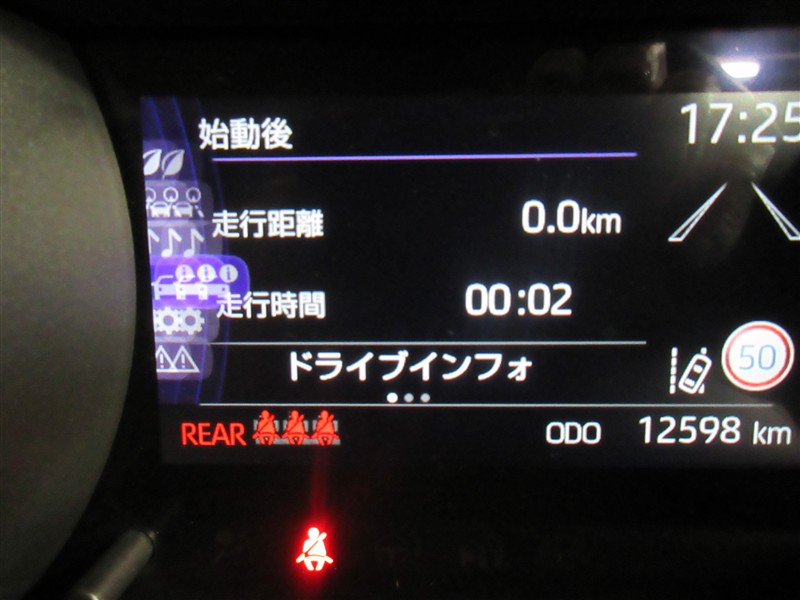 始動後
17:25
走行距離 0.0km
走行時間 00:02
ドライブインフォ
50
REAR ODO 12598 km